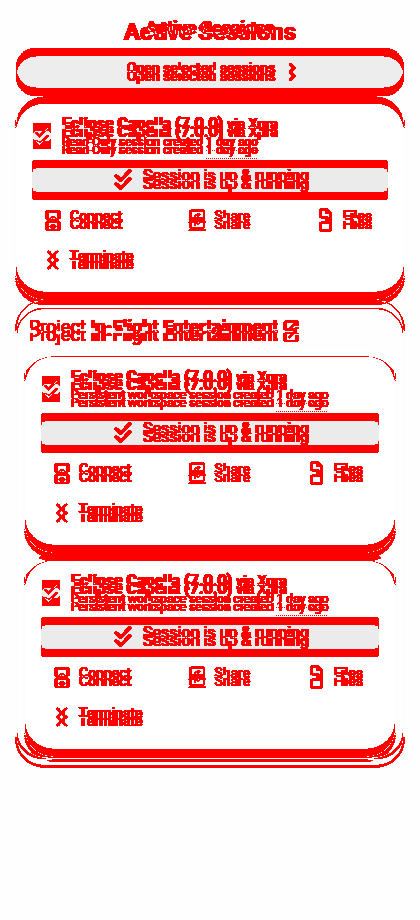 Active Sessions
Open selected sessions
Eclipse Capella (7.0.0) via Xpra
Read-Only session created 1 day ago
Session is up & running
Connect Share Files
Terminate
Project In-Flight Entertainment
Eclipse Capella (7.0.0) via Xpra
Persistent workspace session created 1 day ago
Session is up & running
Connect Share Files
Terminate
Eclipse Capella (7.0.0) via Xpra
Persistent workspace session created 1 day ago
Session is up & running
Connect Share Files
Terminate